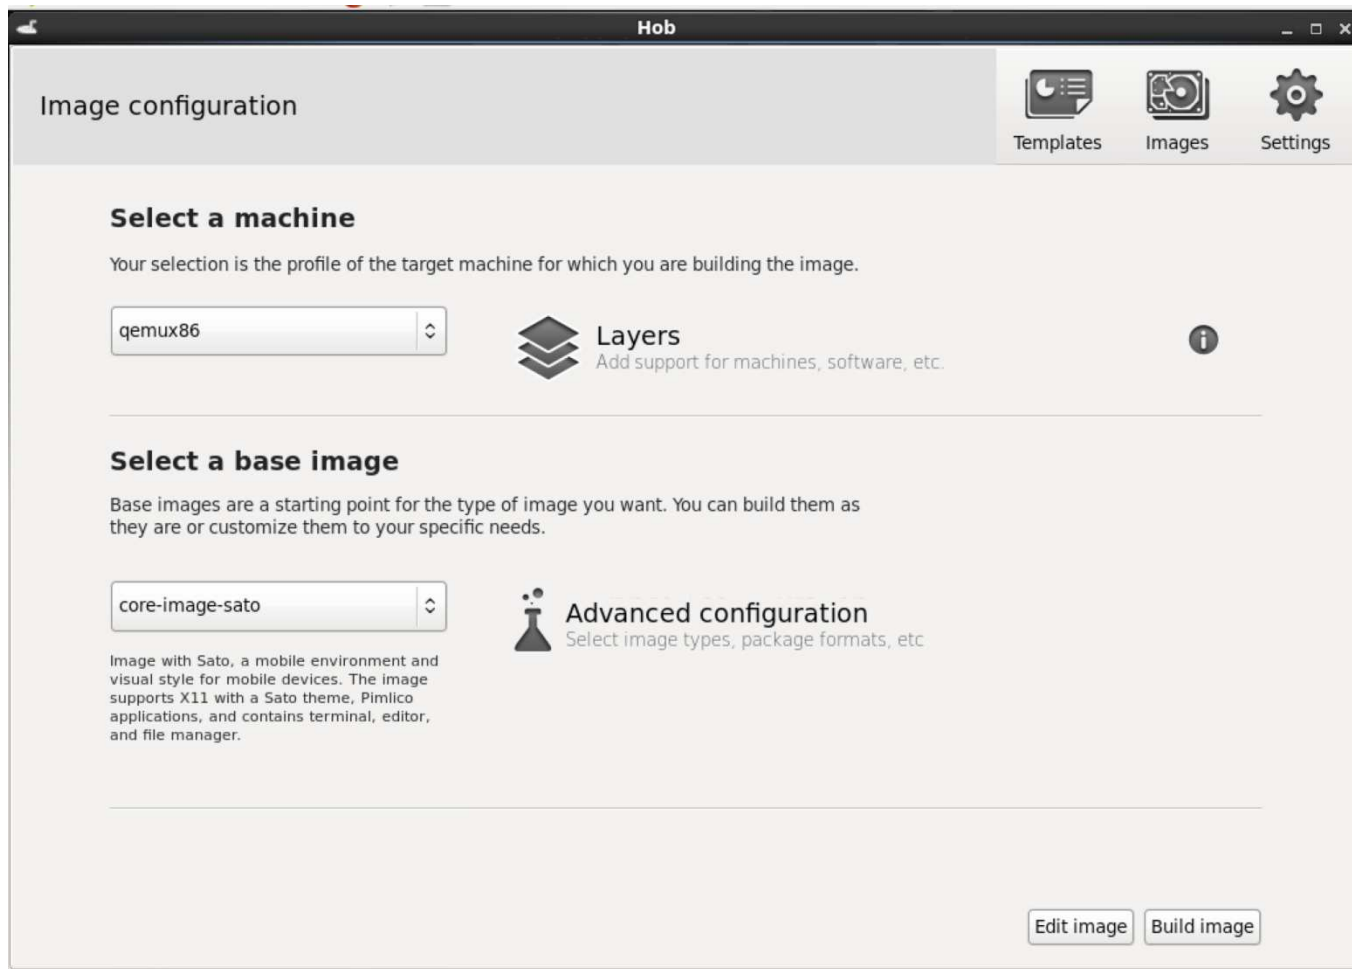 Hob
Image configuration
Templates
Images
Settings
Select a machine
Your selection is the profile of the target machine for which you are building the image.
qemux86
Layers
Add support for machines, software, etc.
Select a base image
Base images are a starting point for the type of image you want. You can build them as
they are or customize them to your specific needs.
core-image-sato
Advanced configuration
Select image types, package formats, etc
Image with Sato, a mobile environment and
visual style for mobile devices. The image
supports X11 with a Sato theme, Pimlico
applications, and contains terminal, editor,
and file manager.
Edit image
Build image